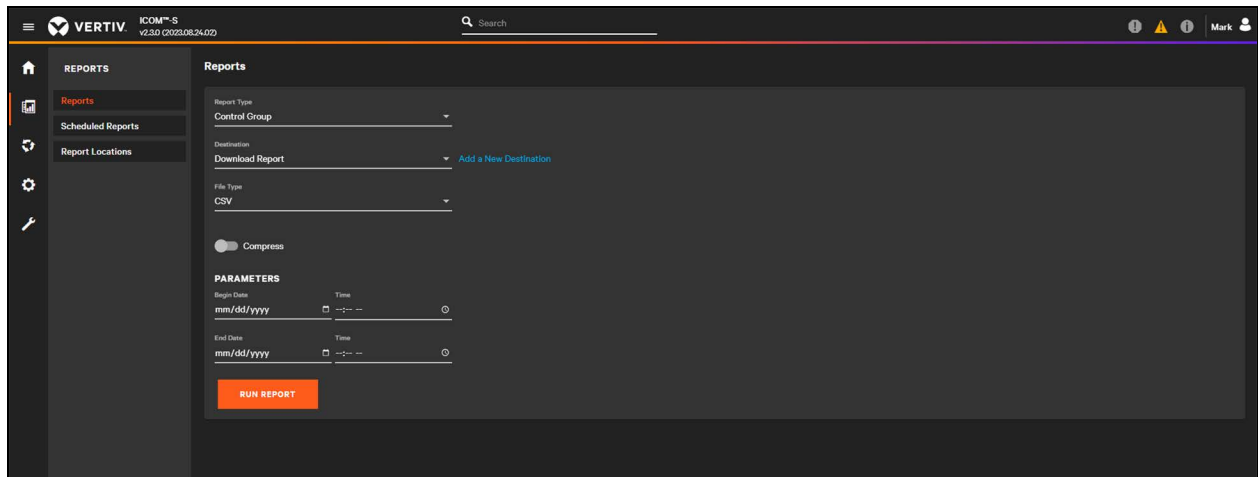 VERTIV.
ICOM™-S
v2.3.0 (2023.08.24.02)
Search
Mark
REPORTS
Reports
Scheduled Reports
Report Locations
Reports
Report Type
Control Group
Destination
Download Report
Add a New Destination
File Type
CSV
Compress
PARAMETERS
Begin Date Time
mm/dd/yyyy --:-- --
End Date Time
mm/dd/yyyy --:-- --
RUN REPORT